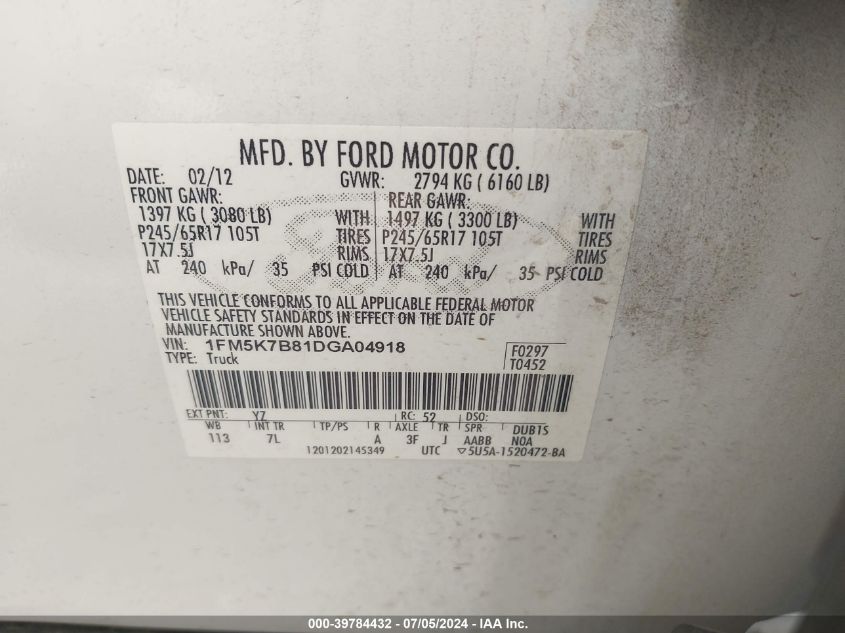 MFD. BY FORD MOTOR CO.
DATE: 02/12 GVWR: 2794 KG ( 6160 LB)
FRONT GAWR: REAR GAWR:
1397 KG ( 3080 LB) WITH 1497 KG ( 3300 LB) WITH
P245/65R17 105T TIRES P245/65R17 105T TIRES
17X7.5J RIMS 17X7.5J RIMS
AT 240 kPa/ 35 PSI COLD AT 240 kPa/ 35 PSI COLD
THIS VEHICLE CONFORMS TO ALL APPLICABLE FEDERAL MOTOR
VEHICLE SAFETY STANDARDS IN EFFECT ON THE DATE OF
MANUFACTURE SHOWN ABOVE.
VIN: 1FM5K7B81DGA04918 F0297
TYPE: Truck T0452
EXT PNT: YZ RC: 52 DSO:
WB INT TR TP/PS R AXLE TR SPR DUBTS
113 7L A 3F J AABB NOA
1201202145349 UTC ▽5U5A-1520472-BA
000-39784432 - 07/05/2024 - IAA Inc.